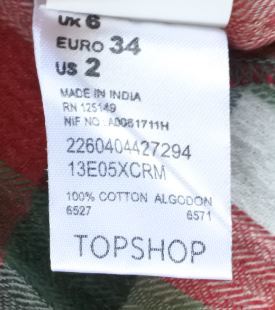 UK 6
EURO 34
US 2
MADE IN INDIA
RN 125149
NIF NO. A0061711H
2260404427294
13E05XCRM
100% COTTON ALGODON
6527 6571
TOPSHOP